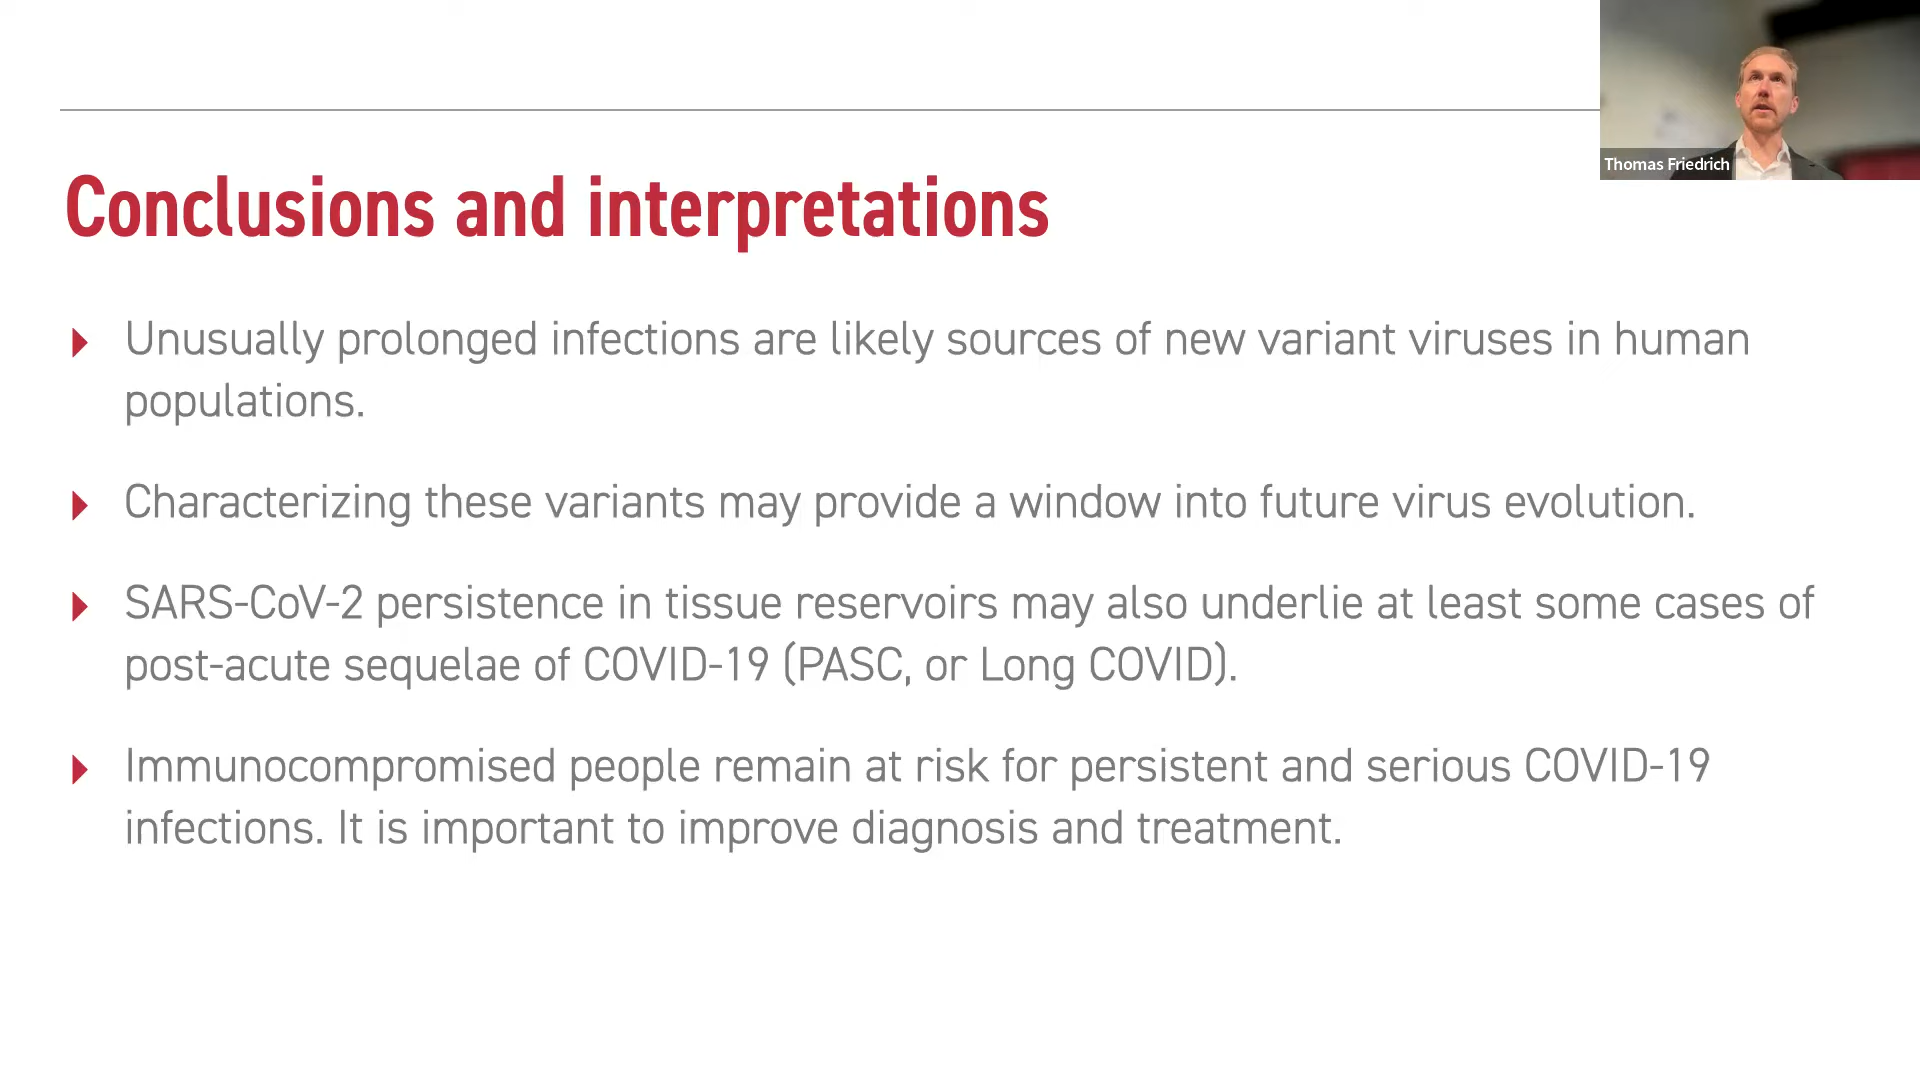 Thomas Friedrich
Conclusions and interpretations
Unusually prolonged infections are likely sources of new variant viruses in human
populations.
Characterizing these variants may provide a window into future virus evolution.
SARS-CoV-2 persistence in tissue reservoirs may also underlie at least some cases of
post-acute sequelae of COVID-19 (PASC, or Long COVID).
Immunocompromised people remain at risk for persistent and serious COVID-19
infections. It is important to improve diagnosis and treatment.